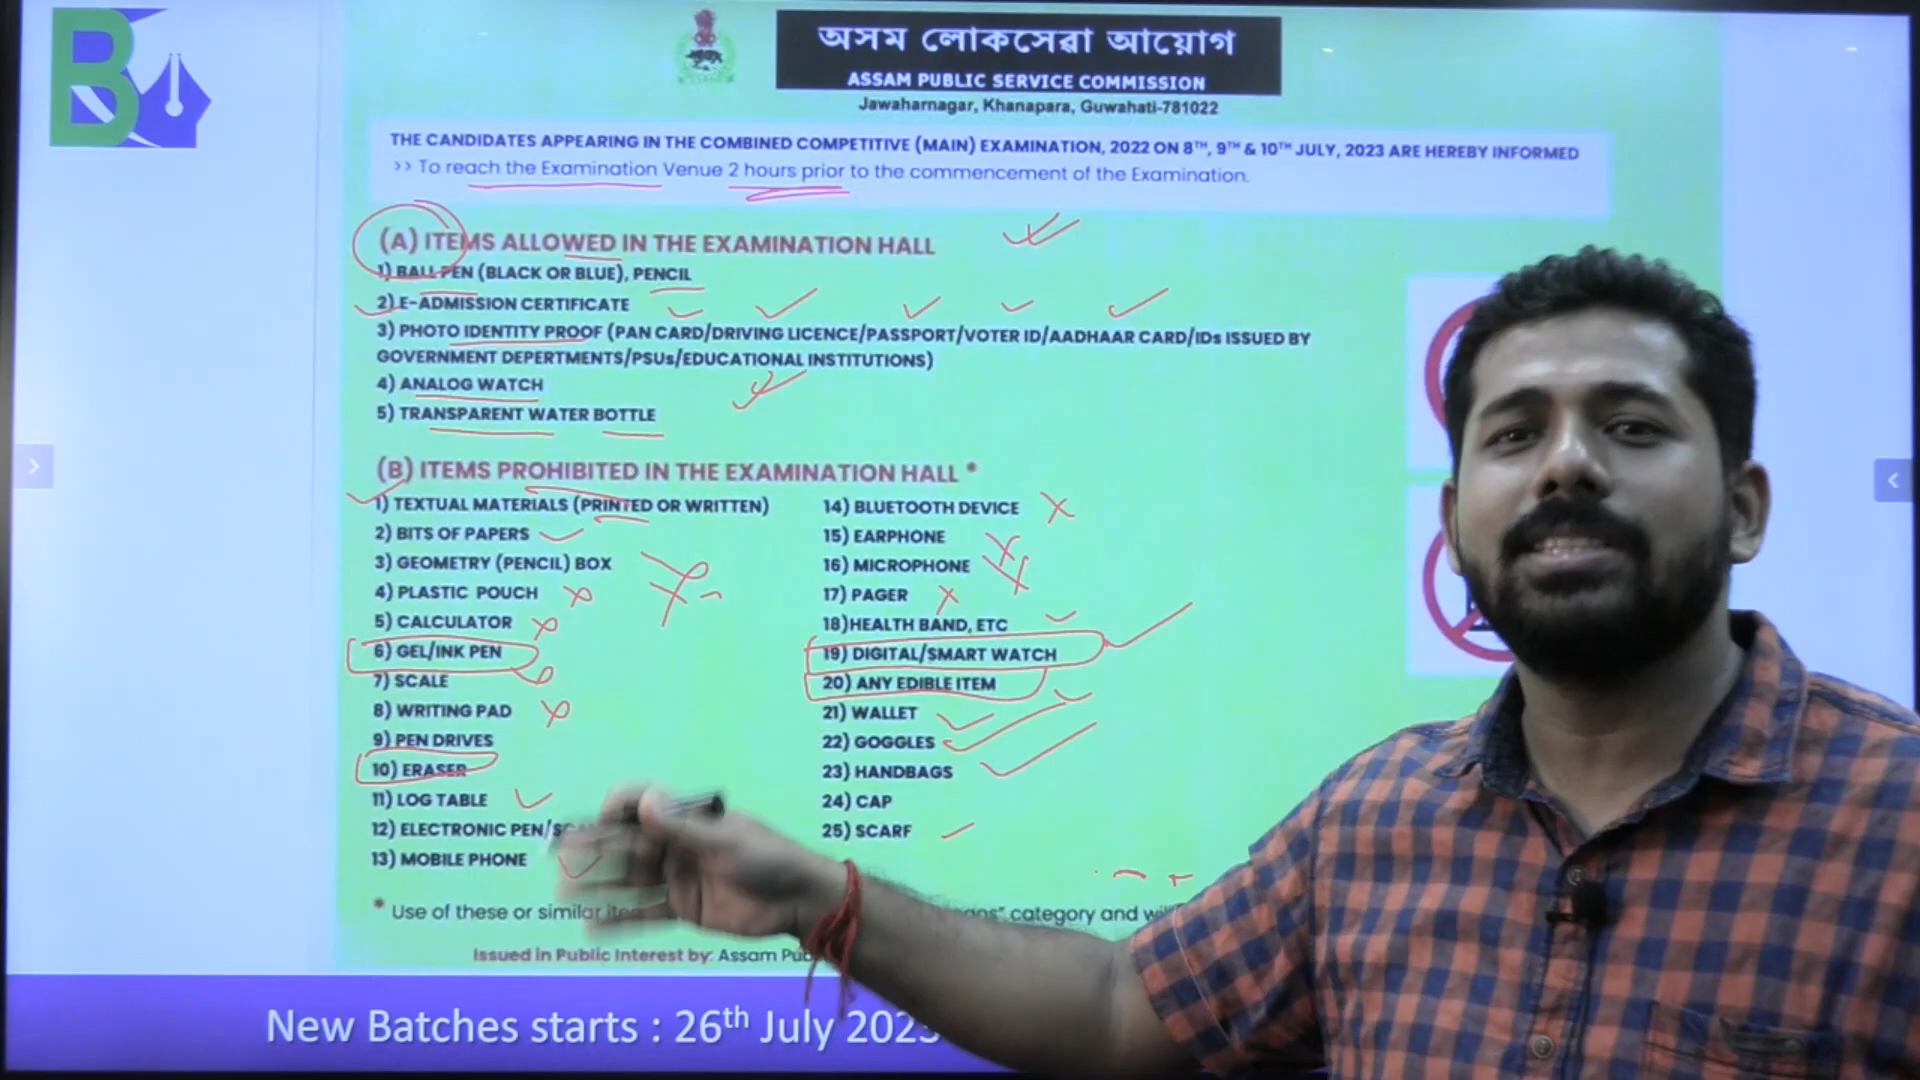 B
অসম লোকসেৱা আয়োগ
ASSAM PUBLIC SERVICE COMMISSION
Jawaharnagar, Khanapara, Guwahati-781022
THE CANDIDATES APPEARING IN THE COMBINED COMPETITIVE (MAIN) EXAMINATION, 2022 ON 8TH, 9TH & 10TH JULY, 2023 ARE HEREBY INFORMED
>> To reach the Examination Venue 2 hours prior to the commencement of the Examination.
(A) ITEMS ALLOWED IN THE EXAMINATION HALL
1) BALL PEN (BLACK OR BLUE), PENCIL
2) E-ADMISSION CERTIFICATE
3) PHOTO IDENTITY PROOF (PAN CARD/DRIVING LICENCE/PASSPORT/VOTER ID/AADHAAR CARD/IDs ISSUED BY
GOVERNMENT DEPERTMENTS/PSUs/EDUCATIONAL INSTITUTIONS)
4) ANALOG WATCH
5) TRANSPARENT WATER BOTTLE
(B) ITEMS PROHIBITED IN THE EXAMINATION HALL *
1) TEXTUAL MATERIALS (PRINTED OR WRITTEN)
2) BITS OF PAPERS
3) GEOMETRY (PENCIL) BOX
4) PLASTIC POUCH
5) CALCULATOR
6) GEL/INK PEN
7) SCALE
8) WRITING PAD
9) PEN DRIVES
10) ERASER
11) LOG TABLE
12) ELECTRONIC PEN/
13) MOBILE PHONE
14) BLUETOOTH DEVICE
15) EARPHONE
16) MICROPHONE
17) PAGER
18)HEALTH BAND, ETC
19) DIGITAL/SMART WATCH
20) ANY EDIBLE ITEM
21) WALLET
22) GOGGLES
23) HANDBAGS
24) CAP
25) SCARF
* Use of these or similar category and
Issued in Public Interest by: Assam
New Batches starts : 26th July 2023